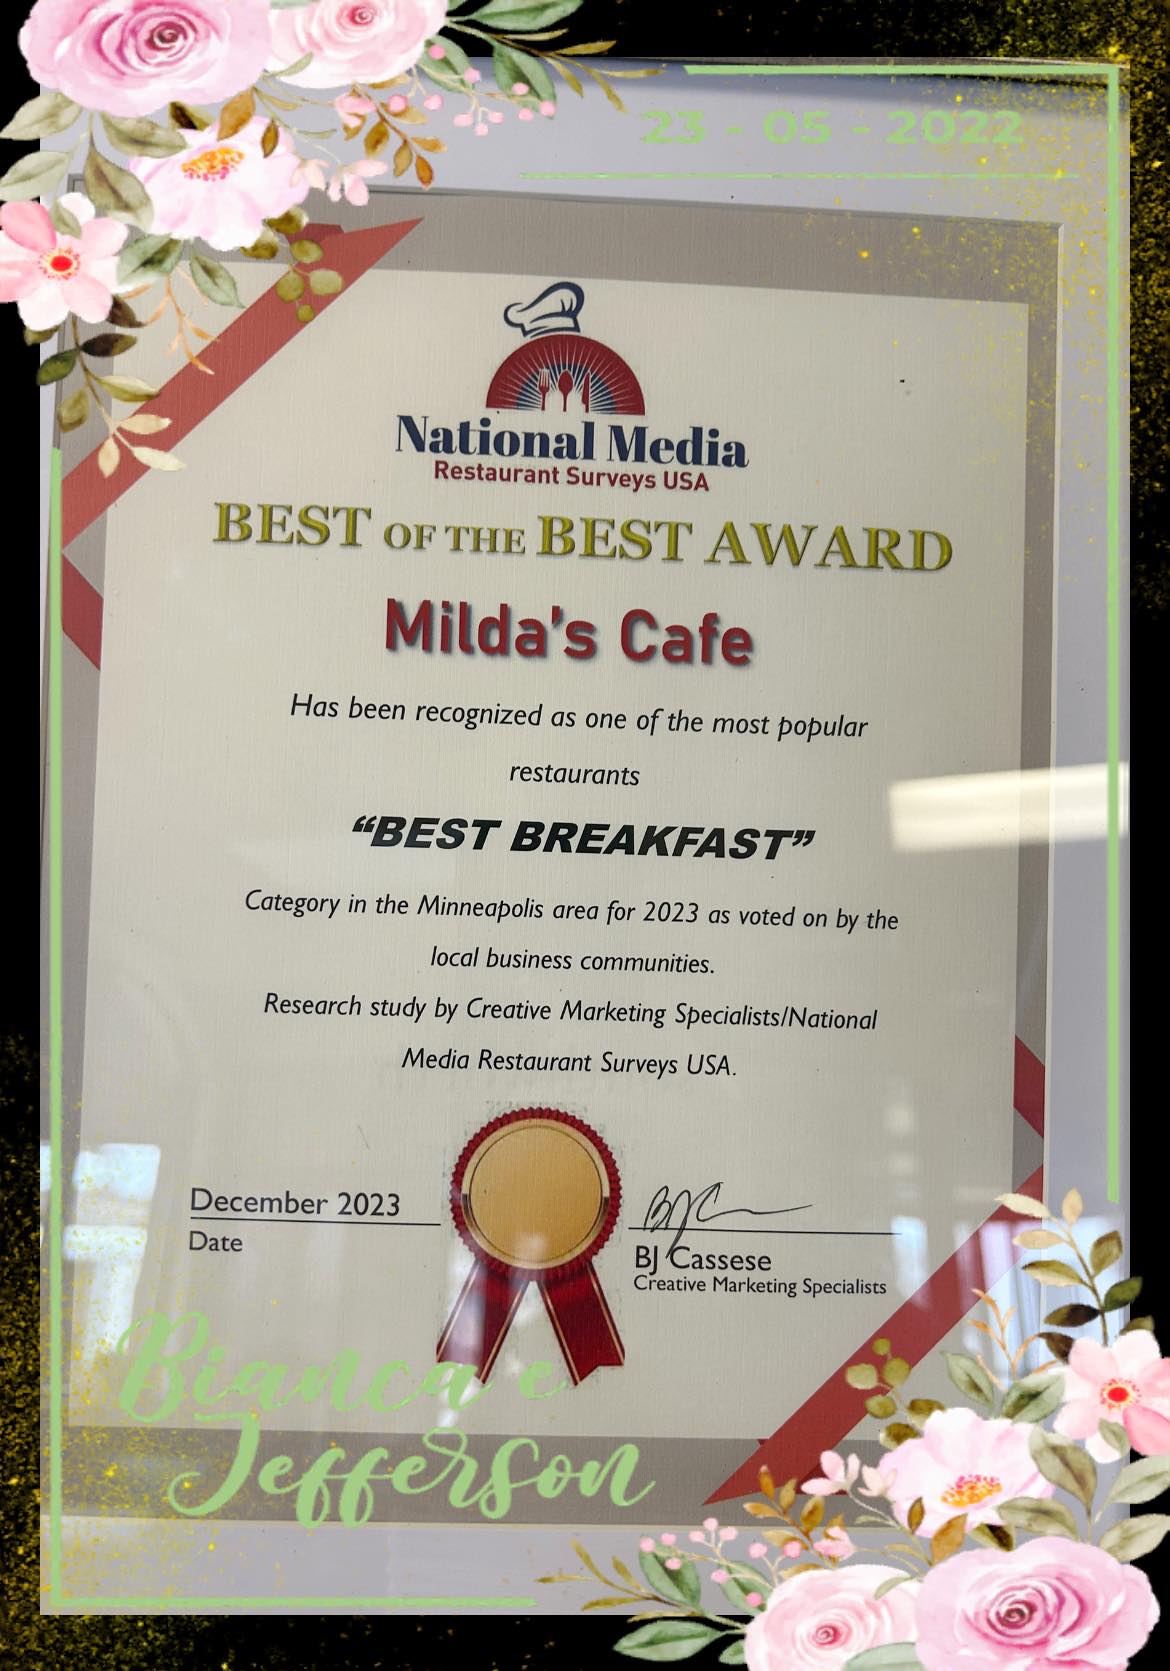 23 - 05 - 2022
National Media
Restaurant Surveys USA
BEST OF THE BEST AWARD
Milda's Cafe
Has been recognized as one of the most popular
restaurants
“BEST BREAKFAST”
Category in the Minneapolis area for 2023 as voted on by the
local business communities.
Research study by Creative Marketing Specialists/National
Media Restaurant Surveys USA.
December 2023
Date
BJ Cassese
Creative Marketing Specialists
Bianca e
Jefferson